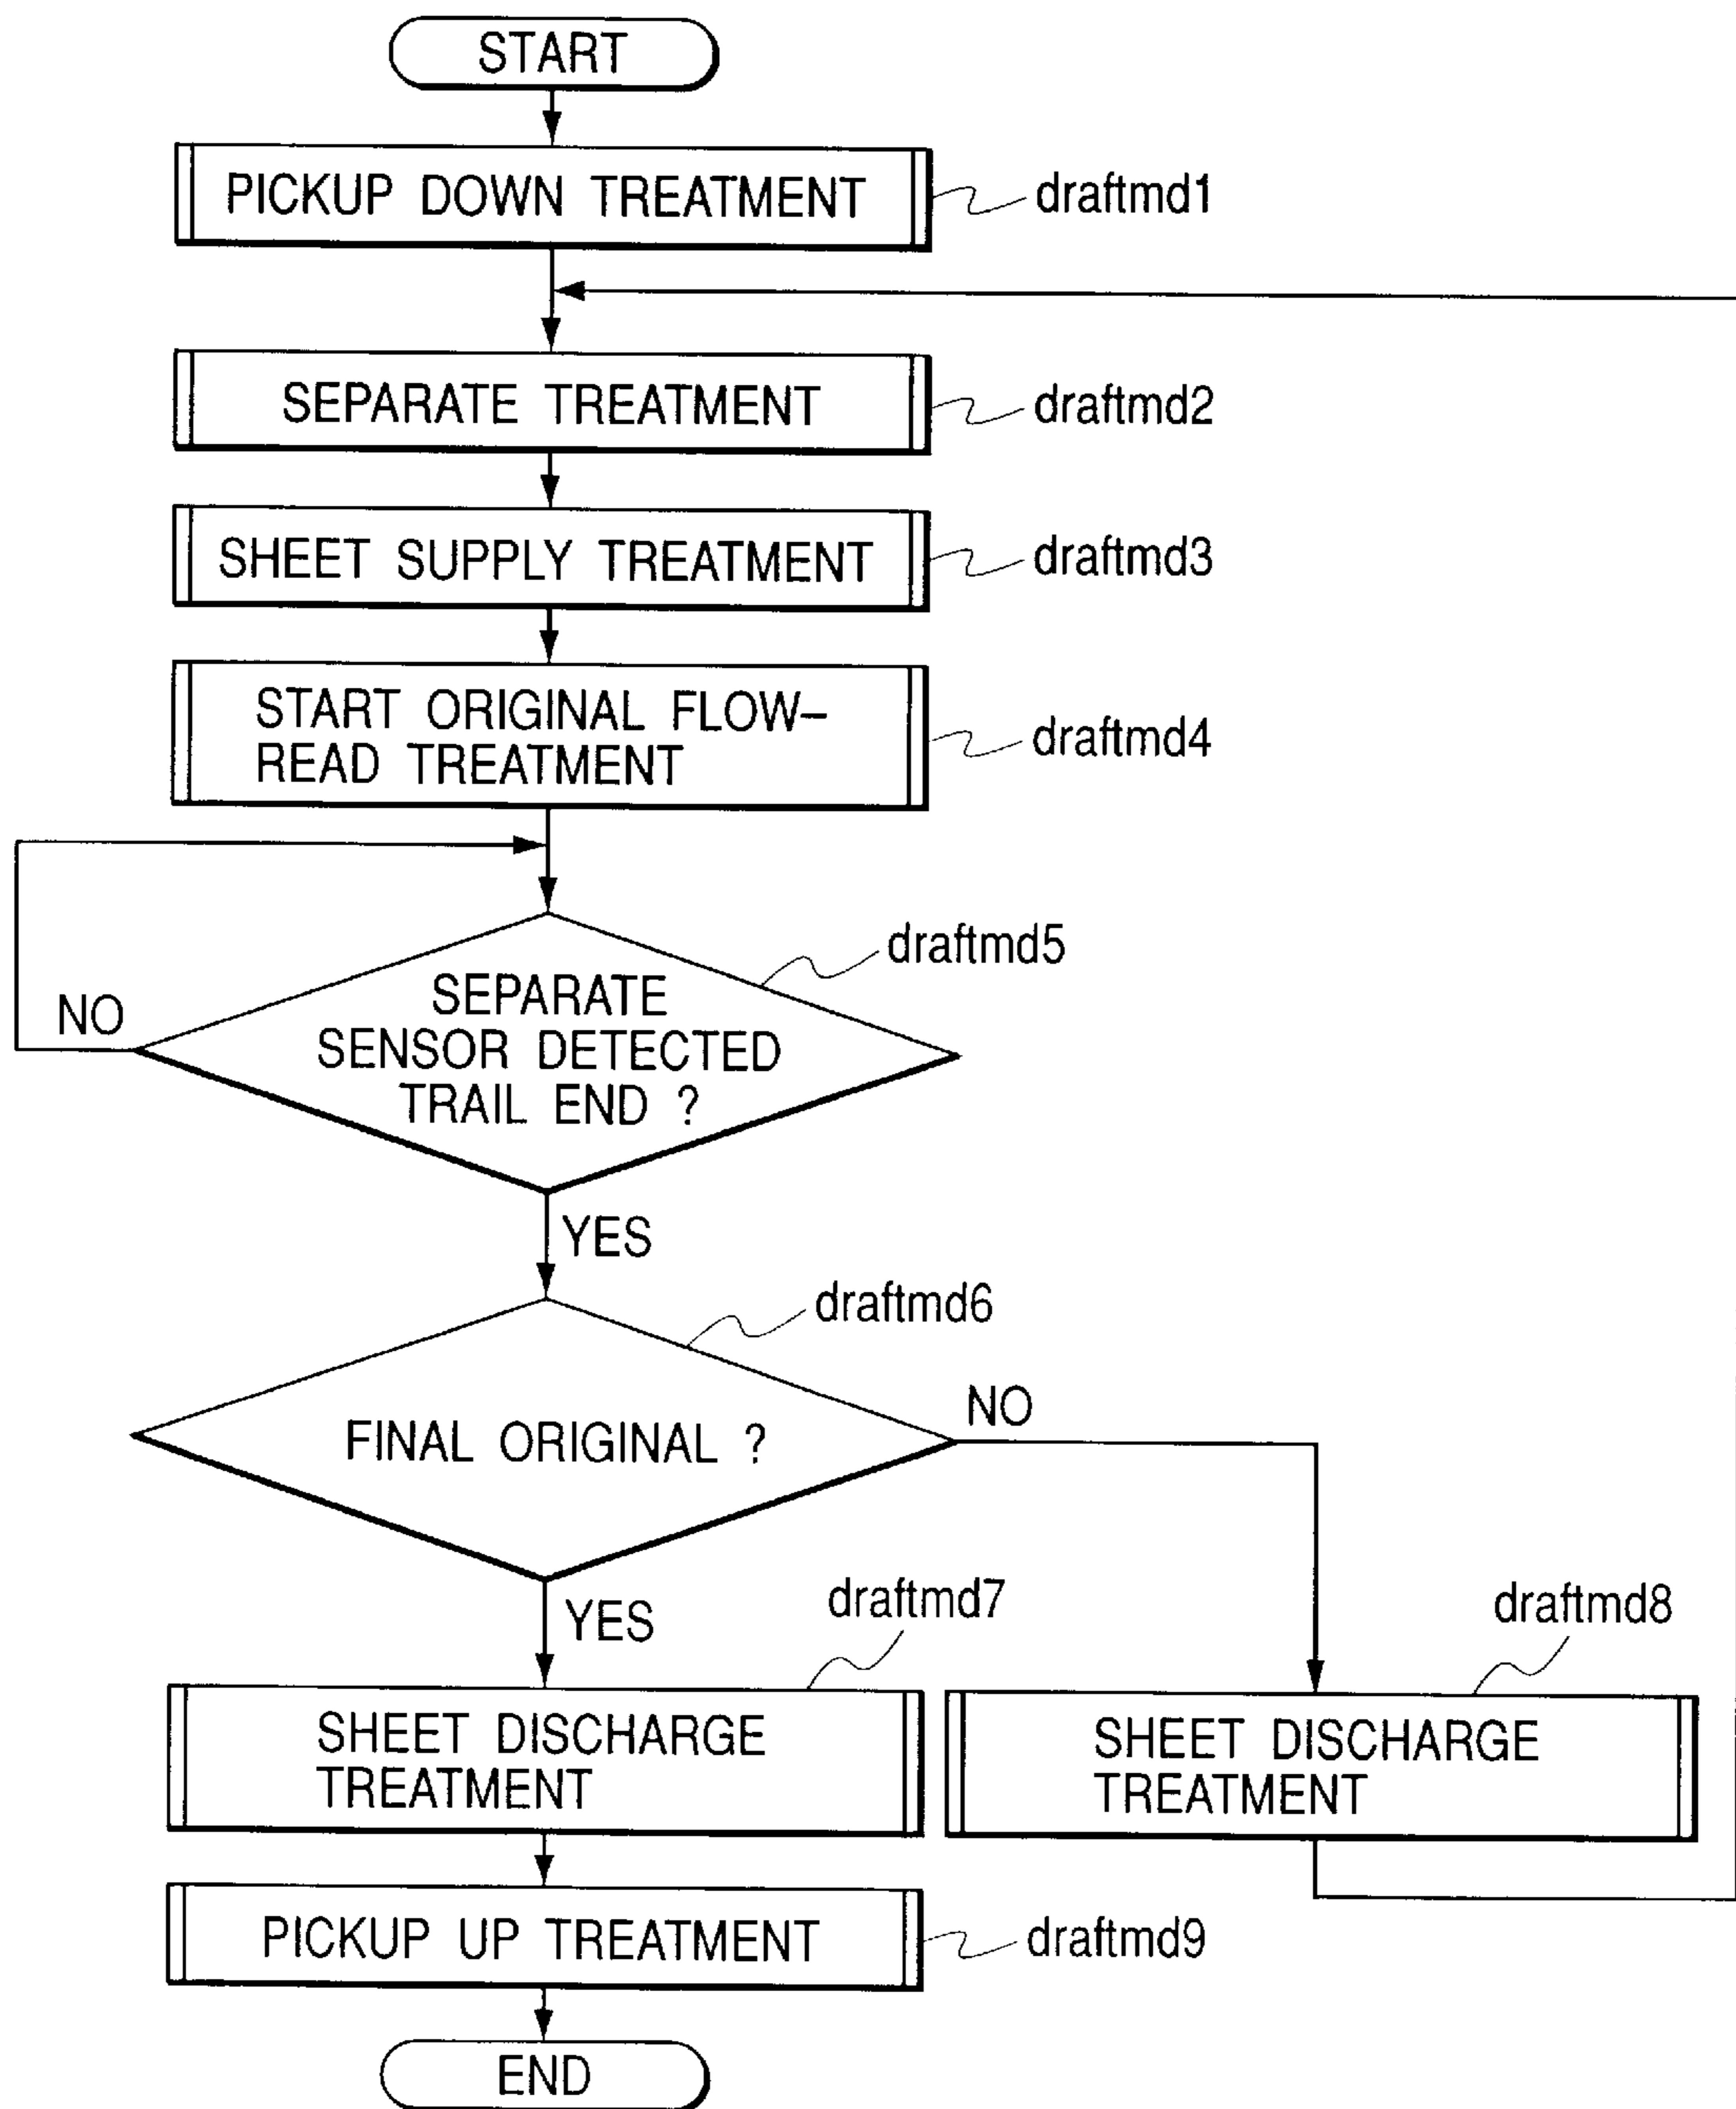 START
PICKUP DOWN TREATMENT
draftmd1
SEPARATE TREATMENT
draftmd2
SHEET SUPPLY TREATMENT
draftmd3
START ORIGINAL FLOW–
READ TREATMENT
draftmd4
draftmd5
NO
SEPARATE
SENSOR DETECTED
TRAIL END ?
YES
draftmd6
FINAL ORIGINAL ?
NO
YES
draftmd7
draftmd8
SHEET DISCHARGE
TREATMENT
SHEET DISCHARGE
TREATMENT
PICKUP UP TREATMENT
draftmd9
END